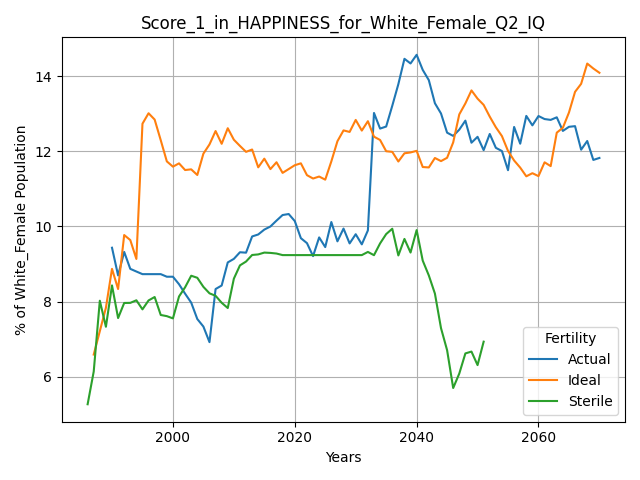 Score_1_in_HAPPINESS_for_White_Female_Q2_IQ
% of White_Female Population
14
12
10
8
6
2000 2020 2040 2060
Years
Fertility
Actual
Ideal
Sterile